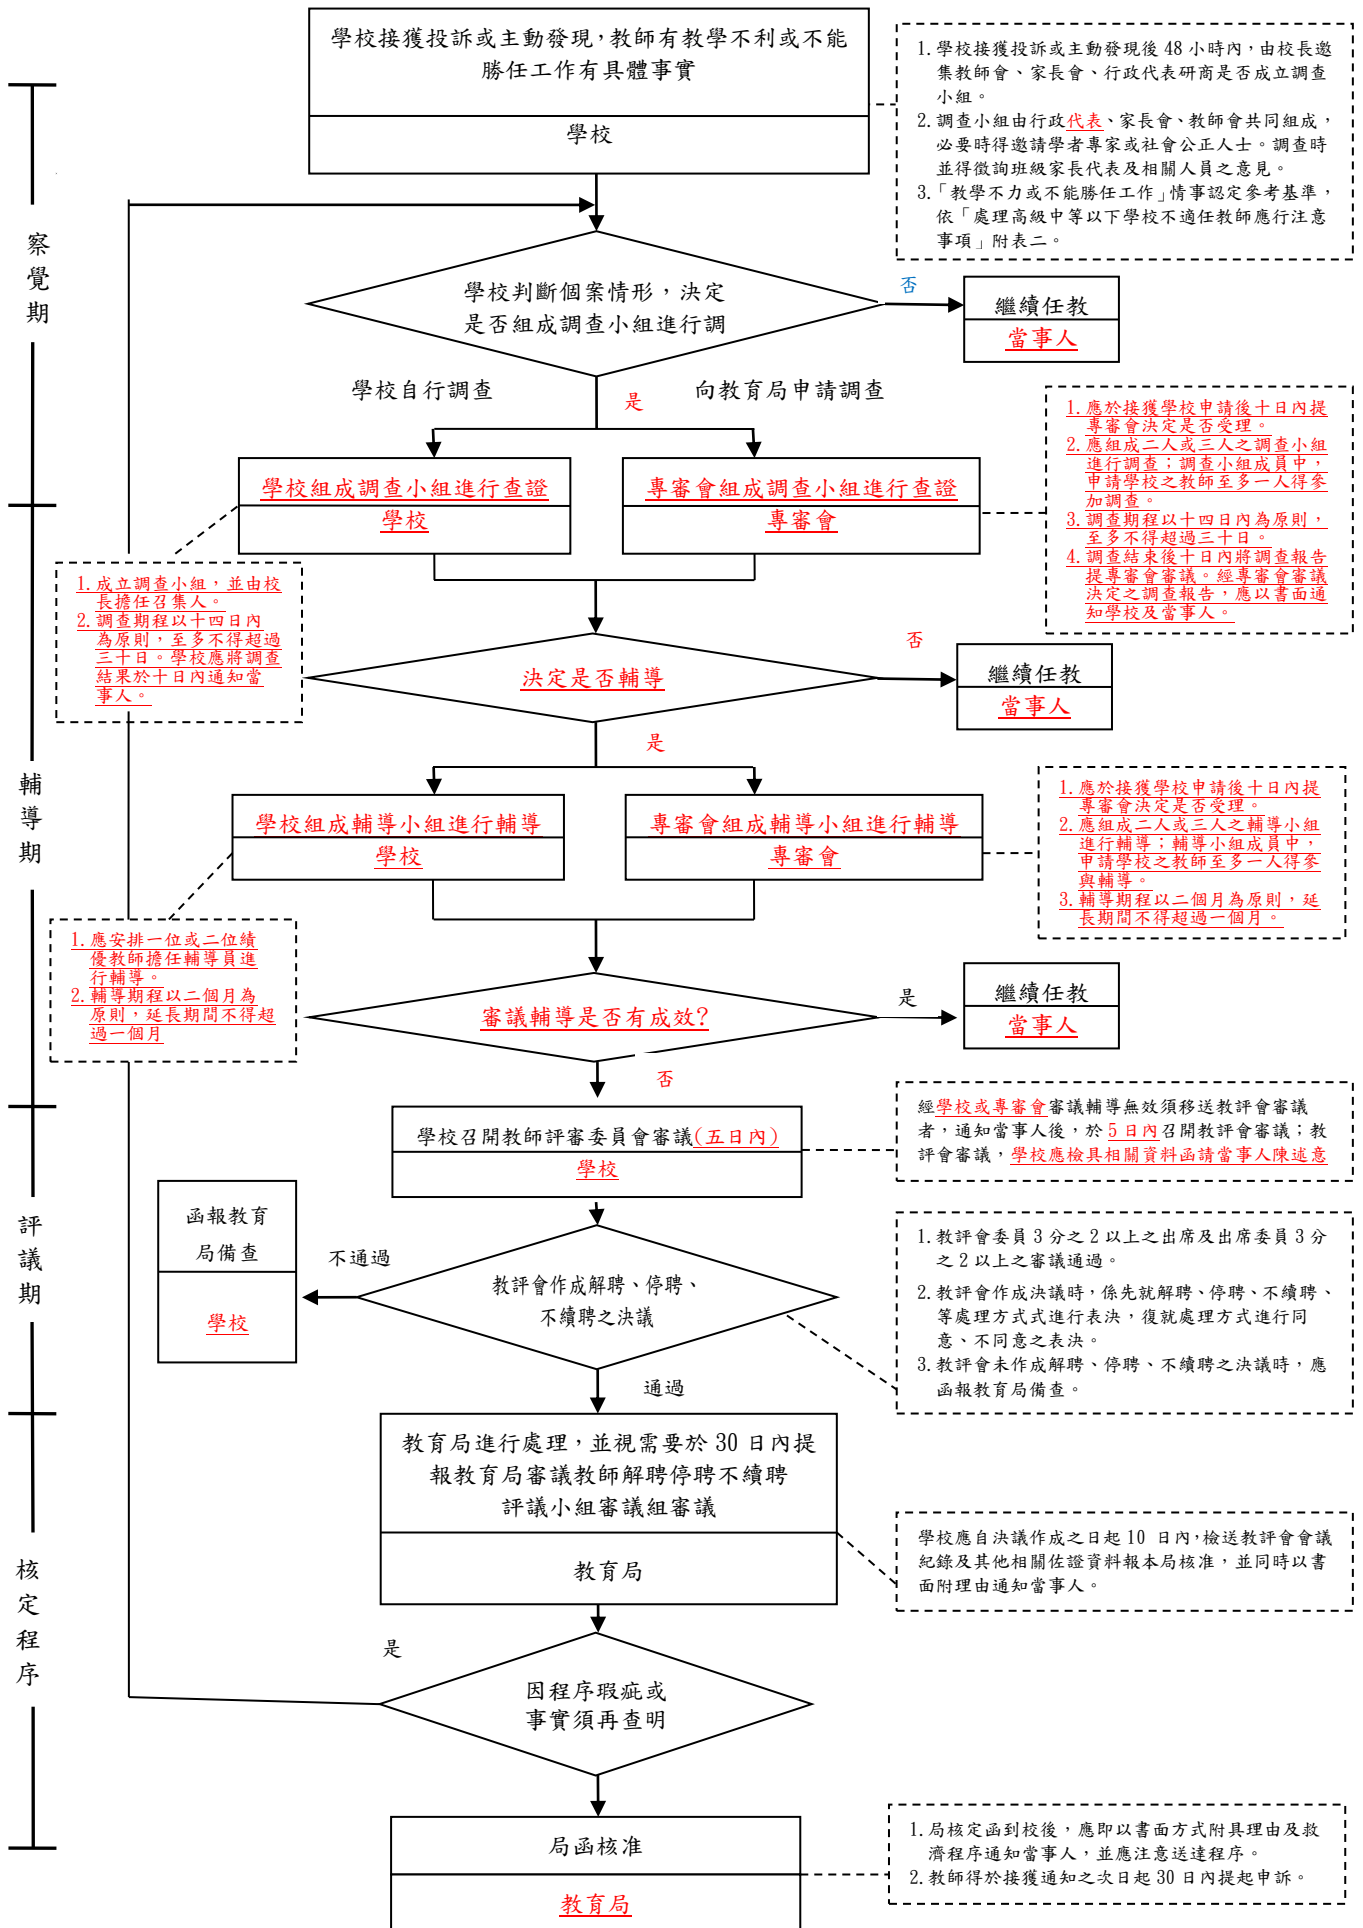 學校接獲投訴或主動發現，教師有教學不利或不能
勝任工作有具體事實
學校
1. 學校接獲投訴或主動發現後 48 小時內，由校長邀
集教師會、家長會、行政代表研商是否成立調查
小組。
2. 調查小組由行政代表、家長會、教師會共同組成，
必要時得邀請學者專家或社會公正人士。調查時
並得徵詢班級家長代表及相關人員之意見。
3.「教學不力或不能勝任工作」情事認定參考基準，
依「處理高級中等以下學校不適任教師應行注意
事項」附表二。
察覺期
學校判斷個案情形，決定
是否組成調查小組進行調
否
繼續任教
當事人
學校自行調查
是
向教育局申請調查
1. 應於接獲學校申請後十日內提
專審會決定是否受理。
2. 應組成二人或三人之調查小組
進行調查；調查小組成員中，
申請學校之教師至多一人得參
加調查。
3. 調查期程以十四日內為原則，
至多不得超過三十日。
4. 調查結束後十日內將調查報告
提專審會審議。經專審會審議
決定之調查報告，應以書面通
知學校及當事人。
學校組成調查小組進行查證
學校
專審會組成調查小組進行查證
專審會
1. 成立調查小組，並由校
長擔任召集人。
2. 調查期程以十四日內
為原則，至多不得超過
三十日。學校應將調查
結果於十日內通知當
事人。
決定是否輔導
否
繼續任教
當事人
是
輔導期
學校組成輔導小組進行輔導
學校
專審會組成輔導小組進行輔導
專審會
1. 應於接獲學校申請後十日內提
專審會決定是否受理。
2. 應組成二人或三人之輔導小組
進行輔導；輔導小組成員中，
申請學校之教師至多一人得參
與輔導。
3. 輔導期程以二個月為原則，延
長期間不得超過一個月。
1. 應安排一位或二位績
優教師擔任輔導員進
行輔導。
2. 輔導期程以二個月為
原則，延長期間不得超
過一個月
審議輔導是否有成效?
是
繼續任教
當事人
否
學校召開教師評審委員會審議(五日內)
學校
經學校或專審會審議輔導無效須移送教評會審議
者，通知當事人後，於 5 日內召開教評會審議；教
評會審議，學校應檢具相關資料函請當事人陳述意
評議期
函報教育
局備查
學校
不通過
教評會作成解聘、停聘、
不續聘之決議
1. 教評會委員 3 分之 2 以上之出席及出席委員 3 分
之 2 以上之審議通過。
2. 教評會作成決議時，係先就解聘、停聘、不續聘、
等處理方式式進行表決，復就處理方式進行同
意、不同意之表決。
3. 教評會未作成解聘、停聘、不續聘之決議時，應
函報教育局備查。
通過
教育局進行處理，並視需要於 30 日內提
報教育局審議教師解聘停聘不續聘
評議小組審議組審議
教育局
學校應自決議作成之日起 10 日內，檢送教評會會議
紀錄及其他相關佐證資料報本局核准，並同時以書
面附理由通知當事人。
核定程序
是
因程序瑕疵或
事實須再查明
局函核准
教育局
1. 局核定函到校後，應即以書面方式附具理由及救
濟程序通知當事人，並應注意送達程序。
2. 教師得於接獲通知之次日起 30 日內提起申訴。